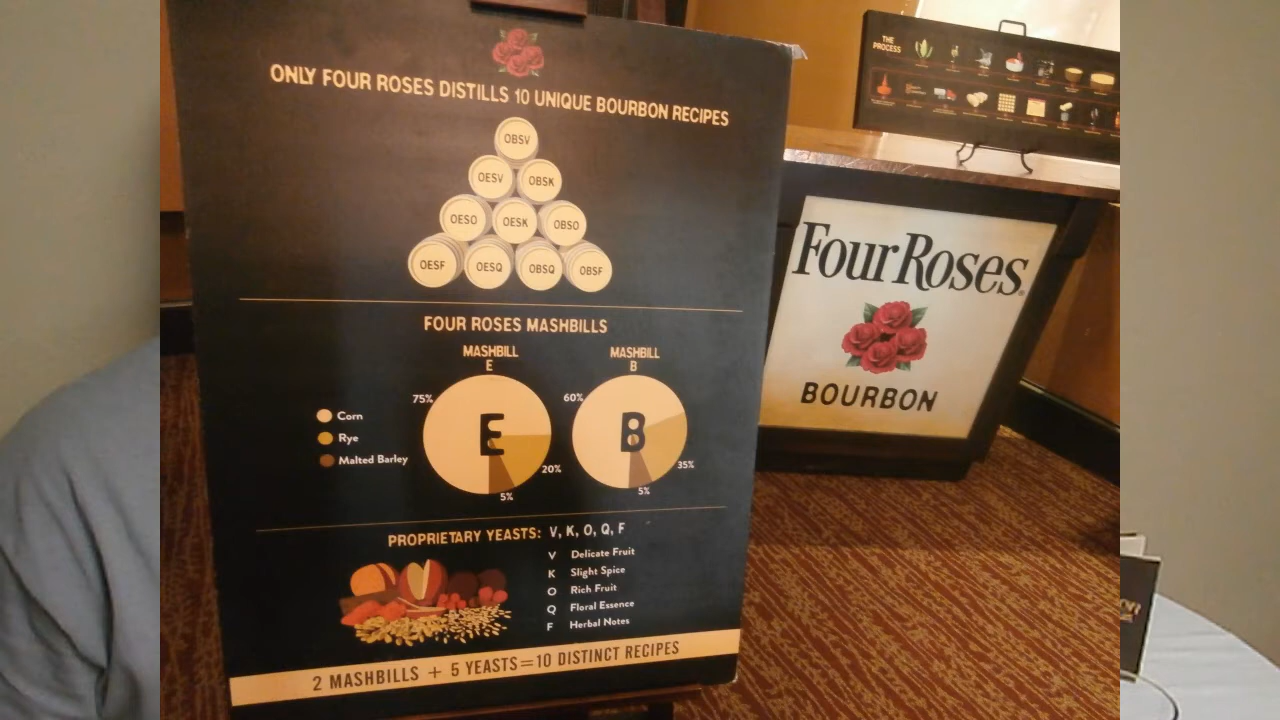 ONLY FOUR ROSES DISTILLS 10 UNIQUE BOURBON RECIPES
OBSV
OESV OBSK
OESO OESK OBSO
OESF OESQ OBSQ OBSF
FOUR ROSES MASHBILLS
MASHBILL
E
MASHBILL
B
75%
60%
Corn
Rye
Malted Barley
E
B
20%
35%
5%
5%
PROPRIETARY YEASTS: V, K, O, Q, F
V Delicate Fruit
K Slight Spice
O Rich Fruit
Q Floral Essence
F Herbal Notes
2 MASHBILLS + 5 YEASTS=10 DISTINCT RECIPES
THE
PROCESS
Four Roses®
BOURBON